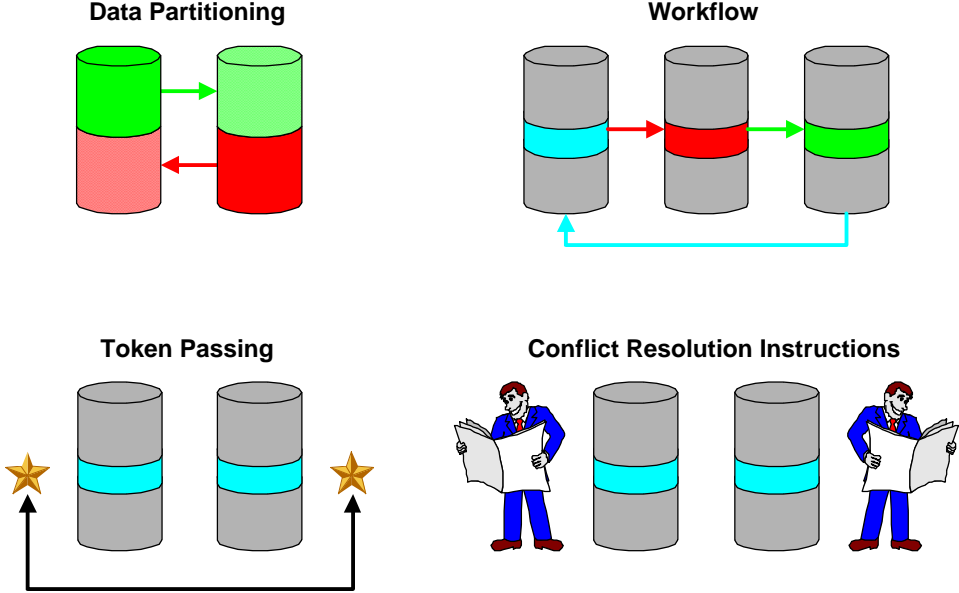 Data Partitioning
Workflow
Token Passing
Conflict Resolution Instructions